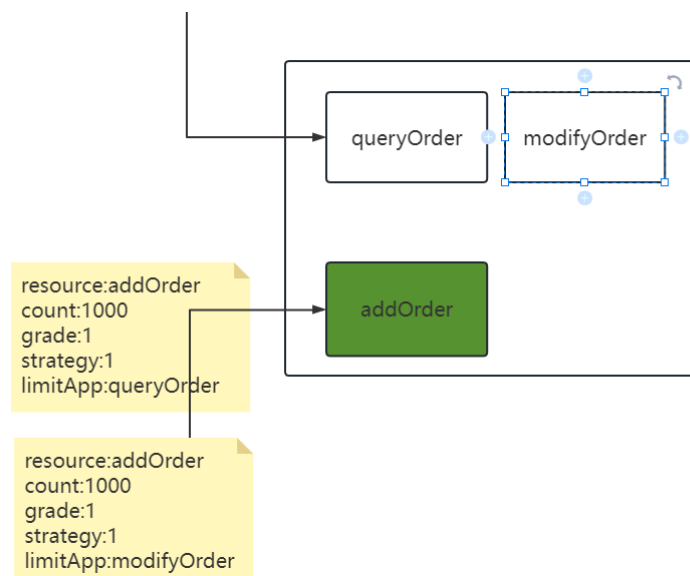 queryOrder
modifyOrder
resource:addOrder
count:1000
grade:1
strategy:1
limitApp:queryOrder
addOrder
resource:addOrder
count:1000
grade:1
strategy:1
limitApp:modifyOrder